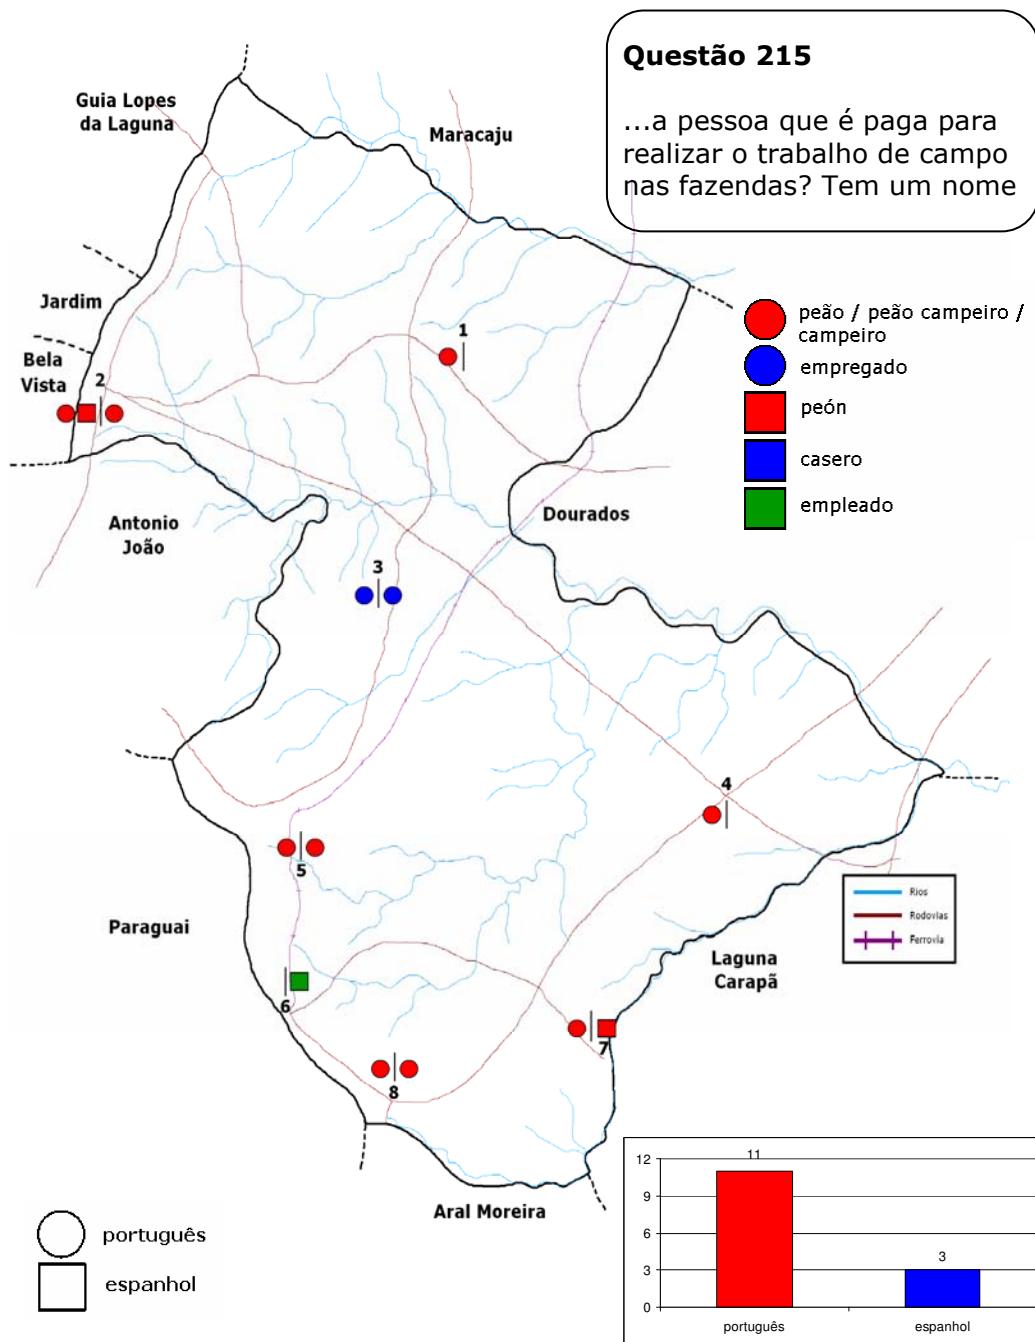 Questão 215
...a pessoa que é paga para
realizar o trabalho de campo
nas fazendas? Tem um nome
Guia Lopes
da Laguna
Maracaju
Jardim
Bela
Vista
2
1
peão / peão campeiro /
campeiro
empregado
peón
casero
empleado
Antonio
João
Dourados
3
4
5
Paraguai
Rios
Rodovias
Ferrovia
Laguna
Carapã
6
7
8
Aral Moreira
português
espanhol
12
9
6
3
0
11
3
português
espanhol